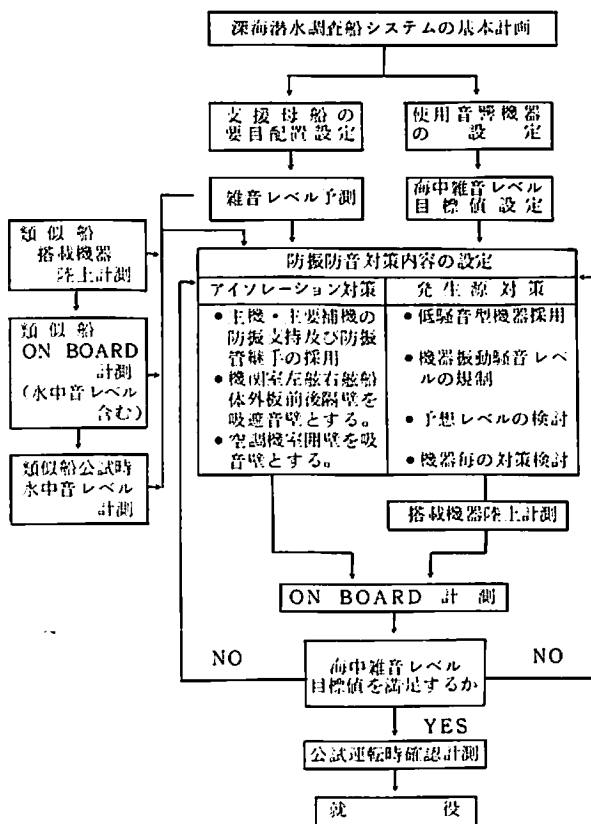 深海潜水調査船システムの基本計画
支援母船の
要目配置設定
使用音響機器
の設定
雑音レベル予測
海中雑音レベル
目標値設定
類似船
搭載機器
陸上計測
類似船
ON BOARD
計測
(水中音レベル
含む)
類似船公試時
水中音レベル
計測
防振防音対策内容の設定
アイソレーション対策
●主機・主要補機の
防振支持及び防振
管継手の採用
●機関室左舷右舷船
体外板前後隔壁を
吸遮音壁とする。
●空調機室囲壁を吸
音壁とする。
発生源対策
●低騒音型機器採用
●機器振動騒音レベ
ルの規制
●予想レベルの検討
●機器毎の対策検討
搭載機器陸上計測
ON BOARD 計測
NO
海中雑音レベル
目標値を満足するか
NO
YES
公試運転時確認計測
就役